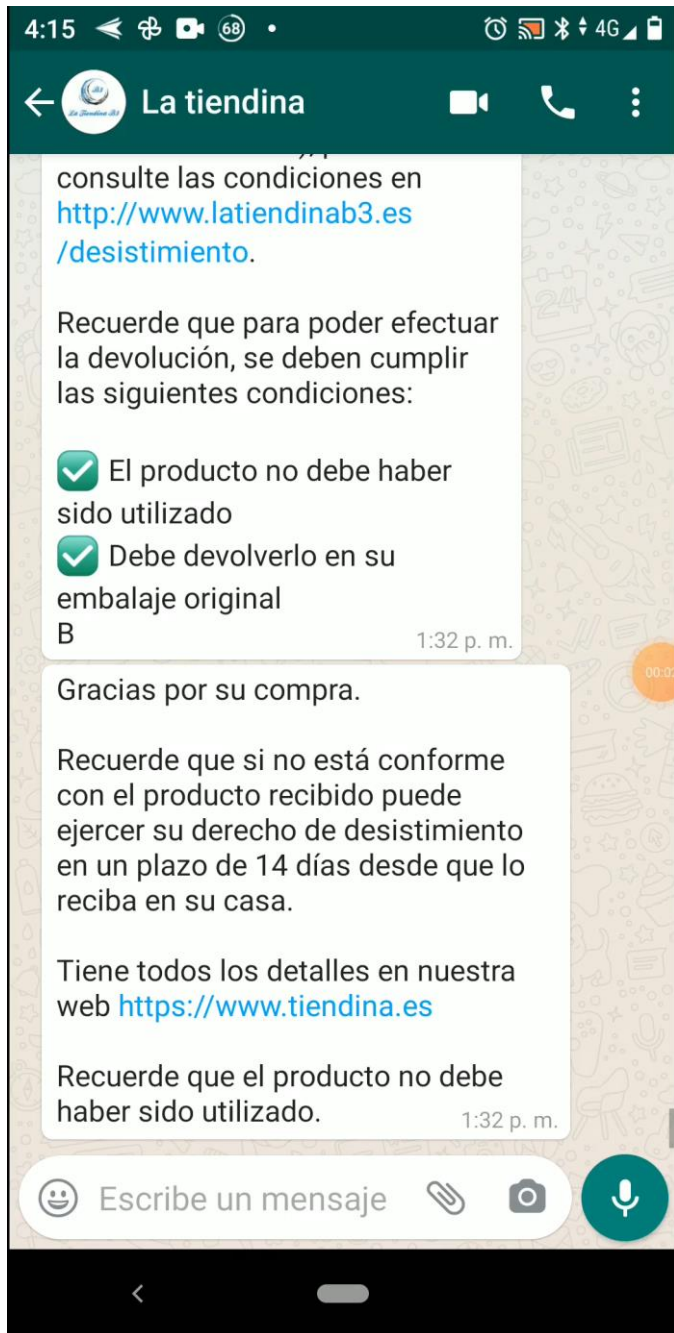 4:15 68 4G
La tiendina
consulte las condiciones en
http://www.latiendinab3.es
/desistimiento.
Recuerde que para poder efectuar
la devolución, se deben cumplir
las siguientes condiciones:
✅ El producto no debe haber
sido utilizado
✅ Debe devolverlo en su
embalaje original
B
1:32 p. m.
00:0
Gracias por su compra.
Recuerde que si no está conforme
con el producto recibido puede
ejercer su derecho de desistimiento
en un plazo de 14 días desde que lo
reciba en su casa.
Tiene todos los detalles en nuestra
web https://www.tiendina.es
Recuerde que el producto no debe
haber sido utilizado.
1:32 p. m.
Escribe un mensaje